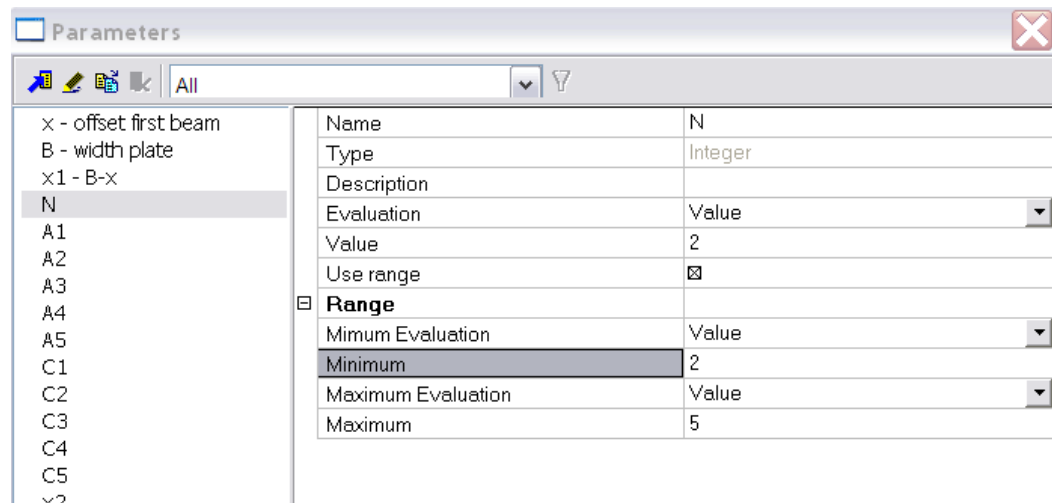 Parameters
All
x - offset first beam
B - width plate
x1 - B-x
N
A1
A2
A3
A4
A5
C1
C2
C3
C4
C5
x2
Name N
Type Integer
Description
Evaluation Value
Value 2
Use range
Range
Mimum Evaluation Value
Minimum 2
Maximum Evaluation Value
Maximum 5